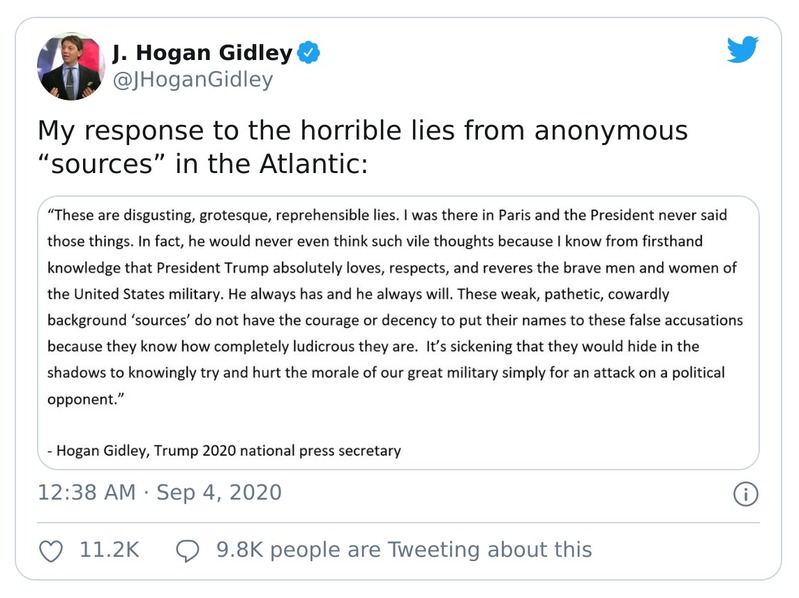 J. Hogan Gidley
@JHoganGidley
My response to the horrible lies from anonymous
“sources” in the Atlantic:
“These are disgusting, grotesque, reprehensible lies. I was there in Paris and the President never said
those things. In fact, he would never even think such vile thoughts because I know from firsthand
knowledge that President Trump absolutely loves, respects, and reveres the brave men and women of
the United States military. He always has and he always will. These weak, pathetic, cowardly
background ‘sources’ do not have the courage or decency to put their names to these false accusations
because they know how completely ludicrous they are.  It’s sickening that they would hide in the
shadows to knowingly try and hurt the morale of our great military simply for an attack on a political
opponent.”
- Hogan Gidley, Trump 2020 national press secretary
12:38 AM · Sep 4, 2020
11.2K 9.8K people are Tweeting about this